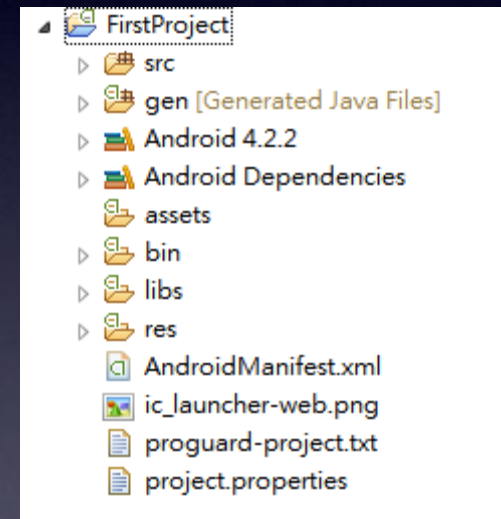 FirstProject
src
gen [Generated Java Files]
Android 4.2.2
Android Dependencies
assets
bin
libs
res
AndroidManifest.xml
ic_launcher-web.png
proguard-project.txt
project.properties